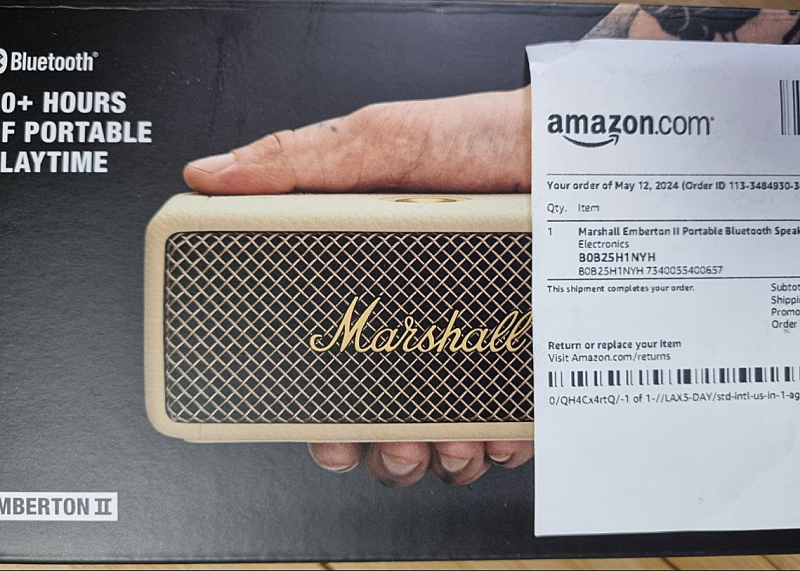 Bluetooth®
0+ HOURS
F PORTABLE
LAYTIME
Marshall
MBERTON II
amazon.com
Your order of May 12, 2024 (Order ID 113-3484930-3
Qty. Item
1 Marshall Emberton II Portable Bluetooth Speak
Electronics
B0B25H1NYH
B0B25H1NYH 7340055400657
This shipment completes your order.
Subtot
Shippi
Promo
Order
Return or replace your item
Visit Amazon.com/returns
0/QH4Cx4rtQ/-1 of 1-//LAX5-DAY/std-intl-us-in-1-ag